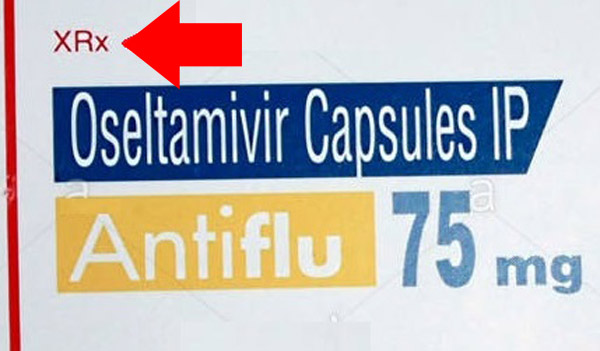 XRx
Oseltamivir Capsules IP
Antiflu 75 mg
a
a